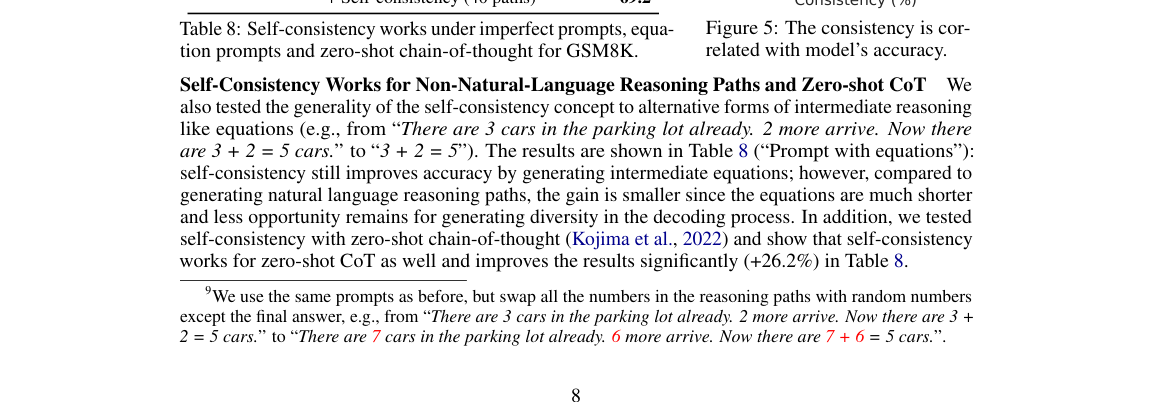 Table 8: Self-consistency works under imperfect prompts, equa-
tion prompts and zero-shot chain-of-thought for GSM8K.
Figure 5: The consistency is cor-
related with model's accuracy.
Self-Consistency Works for Non-Natural-Language Reasoning Paths and Zero-shot CoT We
also tested the generality of the self-consistency concept to alternative forms of intermediate reasoning
like equations (e.g., from “There are 3 cars in the parking lot already. 2 more arrive. Now there
are 3 + 2 = 5 cars.” to “3 + 2 = 5”). The results are shown in Table 8 (“Prompt with equations”):
self-consistency still improves accuracy by generating intermediate equations; however, compared to
generating natural language reasoning paths, the gain is smaller since the equations are much shorter
and less opportunity remains for generating diversity in the decoding process. In addition, we tested
self-consistency with zero-shot chain-of-thought (Kojima et al., 2022) and show that self-consistency
works for zero-shot CoT as well and improves the results significantly (+26.2%) in Table 8.
9We use the same prompts as before, but swap all the numbers in the reasoning paths with random numbers
except the final answer, e.g., from “There are 3 cars in the parking lot already. 2 more arrive. Now there are 3 +
2 = 5 cars.” to “There are 7 cars in the parking lot already. 6 more arrive. Now there are 7 + 6 = 5 cars.”.
8